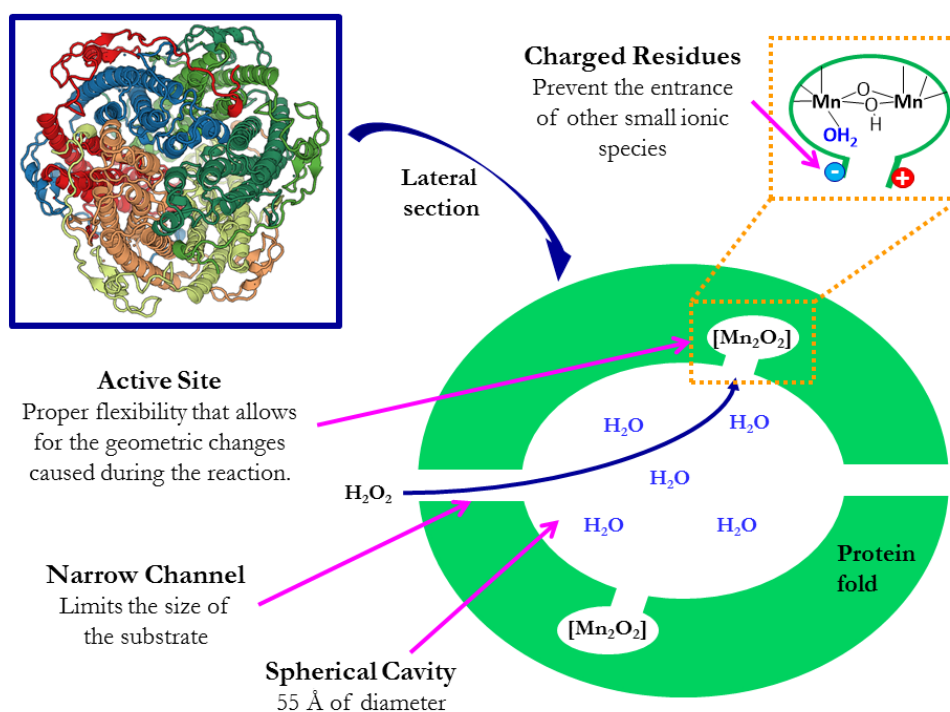 Charged Residues
Prevent the entrance
of other small ionic
species
Mn
O
Mn
O
H
OH₂
-
+
Lateral
section
[Mn₂O₂]
Active Site
Proper flexibility that allows
for the geometric changes
caused during the reaction.
H₂O
H₂O
H₂O
H₂O₂
H₂O
H₂O
Narrow Channel
Limits the size of
the substrate
Protein
fold
[Mn₂O₂]
Spherical Cavity
55 Å of diameter